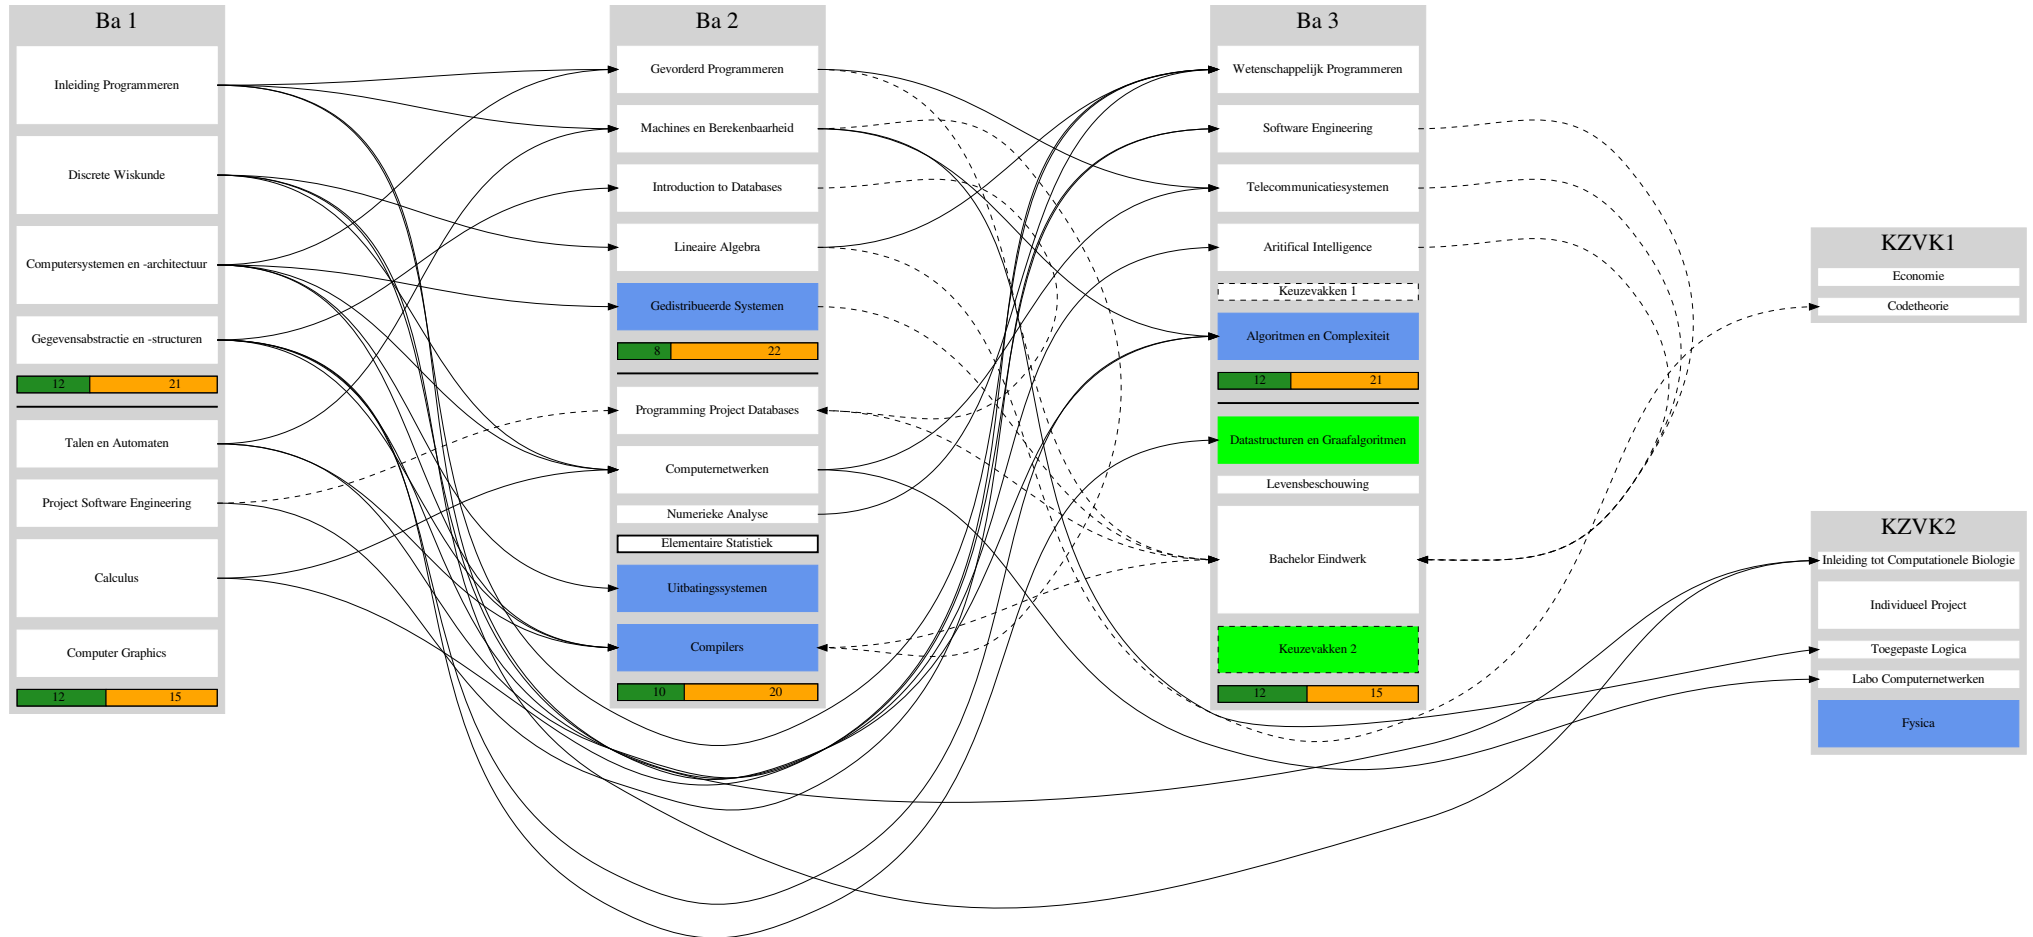 Ba 1
Inleiding Programmeren
Discrete Wiskunde
Computersystemen en -architectuur
Gegevensabstractie en -structuren
12 21
Talen en Automaten
Project Software Engineering
Calculus
Computer Graphics
12 15
Ba 2
Gevorderd Programmeren
Machines en Berekenbaarheid
Introduction to Databases
Lineaire Algebra
Gedistribueerde Systemen
8 22
Programming Project Databases
Computernetwerken
Numerieke Analyse
Elementaire Statistiek
Uitbatingssystemen
Compilers
10 20
Ba 3
Wetenschappelijk Programmeren
Software Engineering
Telecommunicatiesystemen
Aritifical Intelligence
Keuzevakken 1
Algoritmen en Complexiteit
12 21
Datastructuren en Graafalgoritmen
Levensbeschouwing
Bachelor Eindwerk
Keuzevakken 2
12 15
KZVK1
Economie
Codetheorie
KZVK2
Inleiding tot Computationele Biologie
Individueel Project
Toegepaste Logica
Labo Computernetwerken
Fysica